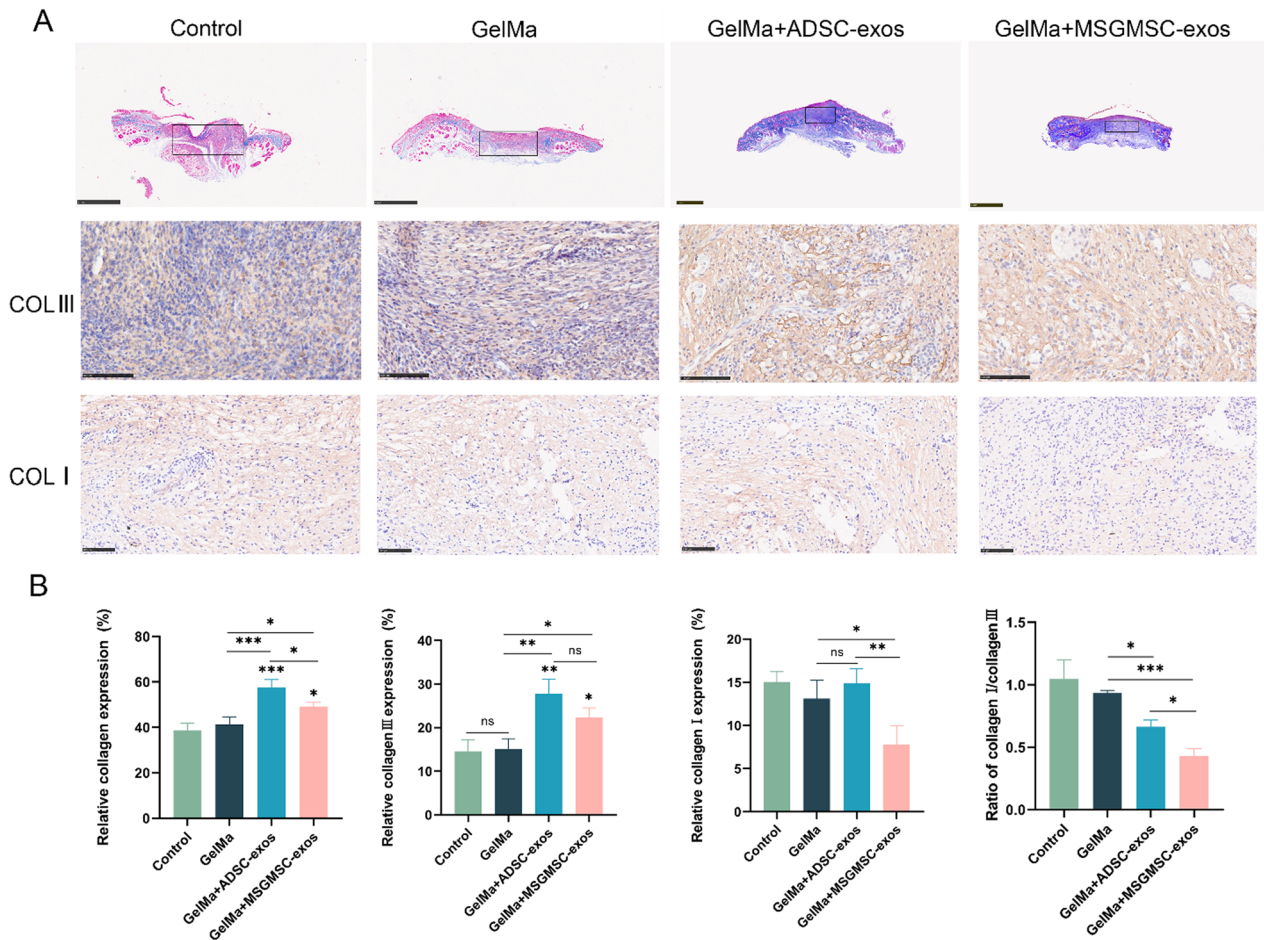 A
Control GelMa GelMa+ADSC-exos GelMa+MSGMSC-exos
COLⅢ
COLⅠ
B
Relative collagen expression (%)
80
60
40
20
0
*
***
*
***
*
Control
GelMa
GelMa+ADSC-exos
GelMa+MSGMSC-exos
Relative collagenⅢ expression (%)
40
30
20
10
0
*
**
ns
**
*
ns
Control
GelMa
GelMa+ADSC-exos
GelMa+MSGMSC-exos
Relative collagenⅠ expression (%)
20
15
10
5
0
*
ns
**
Control
GelMa
GelMa+ADSC-exos
GelMa+MSGMSC-exos
Ratio of collagenⅠ/collagenⅢ
1.5
1.0
0.5
0.0
*
***
*
Control
GelMa
GelMa+ADSC-exos
GelMa+MSGMSC-exos